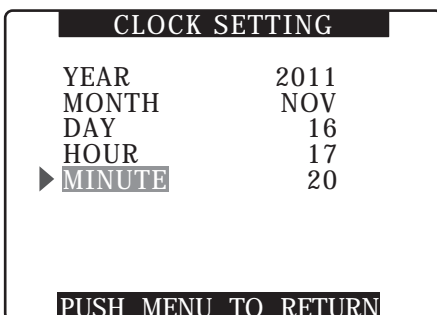 CLOCK SETTING
YEAR 2011
MONTH NOV
DAY 16
HOUR 17
MINUTE 20
PUSH MENU TO RETURN